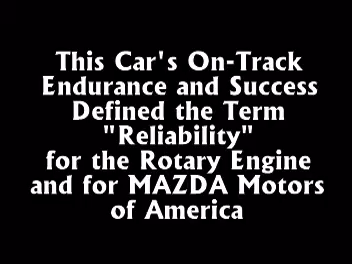 This Car's On-Track
Endurance and Success
Defined the Term
"Reliability"
for the Rotary Engine
and for MAZDA Motors
of America